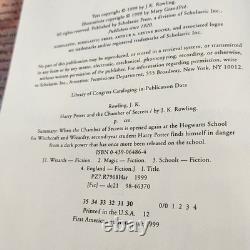 Text copyright © 1999 by J. K. Rowling.
Illustrations copyright © 1999 by Mary GrandPré.
Published by Scholastic Press, a division of Scholastic Inc.,
Publishers since 1920.
SCHOLASTIC, SCHOLASTIC PRESS, ARTHUR A. LEVINE BOOKS, and associated logos
are trademarks and/or registered trademarks of Scholastic Inc.
All rights reserved.
No part of this publication may be reproduced, or stored in a retrieval system, or transmitted
in any form or by any means, electronic, mechanical, photocopying, recording, or otherwise,
without written permission of the publisher. For information regarding permission, write
to Scholastic Inc., Attention: Permissions Department, 555 Broadway, New York, NY 10012.
Library of Congress Cataloging-in-Publication Data
Rowling, J. K.
Harry Potter and the Chamber of Secrets / by J. K. Rowling.
p. cm.
Summary: When the Chamber of Secrets is opened again at the Hogwarts School
for Witchcraft and Wizardry, second-year student Harry Potter finds himself in danger
from a dark power that has once more been released on the school.
ISBN 0-439-06486-4
[1. Wizards — Fiction. 2. Magic — Fiction. 3. Schools — Fiction.
4. England — Fiction.] I. Title.
PZ7.R7968Har 1999
[Fic] — dc21 98-46370
35 34 33 32 31 30 0/0 1 2 3 4
Printed in the U.S.A. 12
First American edition, 1999